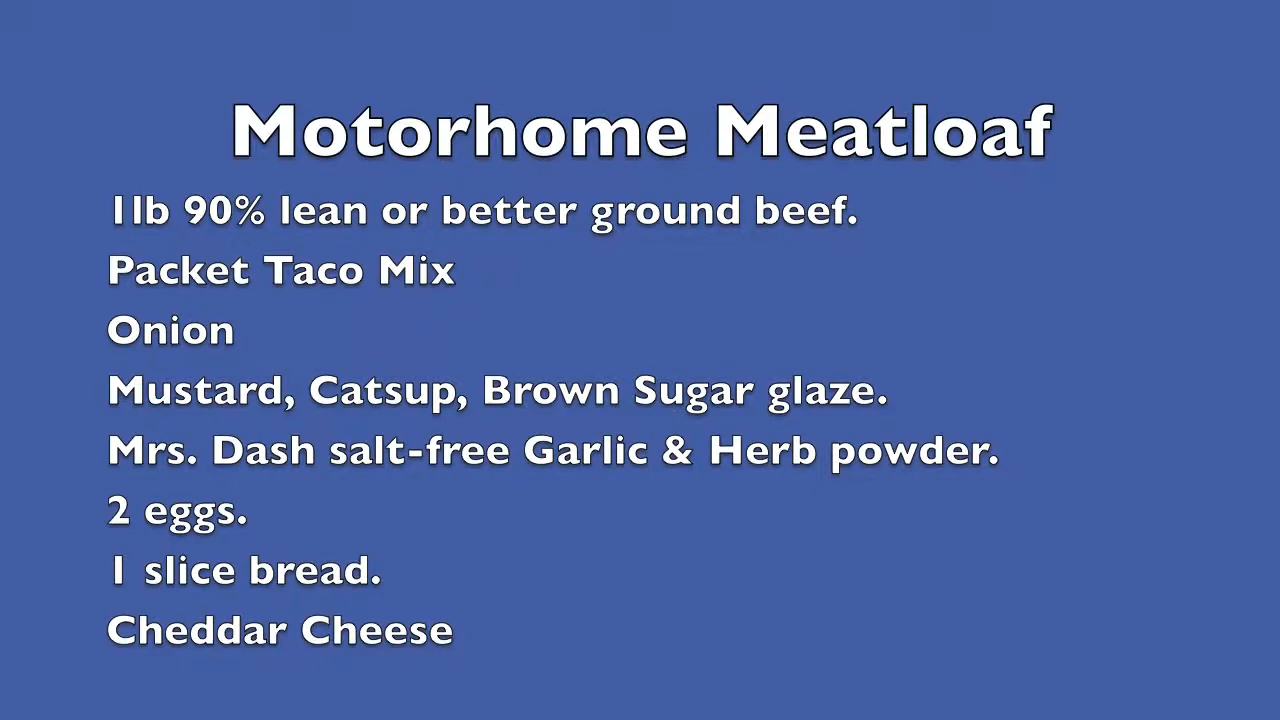 Motorhome Meatloaf
1lb 90% lean or better ground beef.
Packet Taco Mix
Onion
Mustard, Catsup, Brown Sugar glaze.
Mrs. Dash salt-free Garlic & Herb powder.
2 eggs.
1 slice bread.
Cheddar Cheese